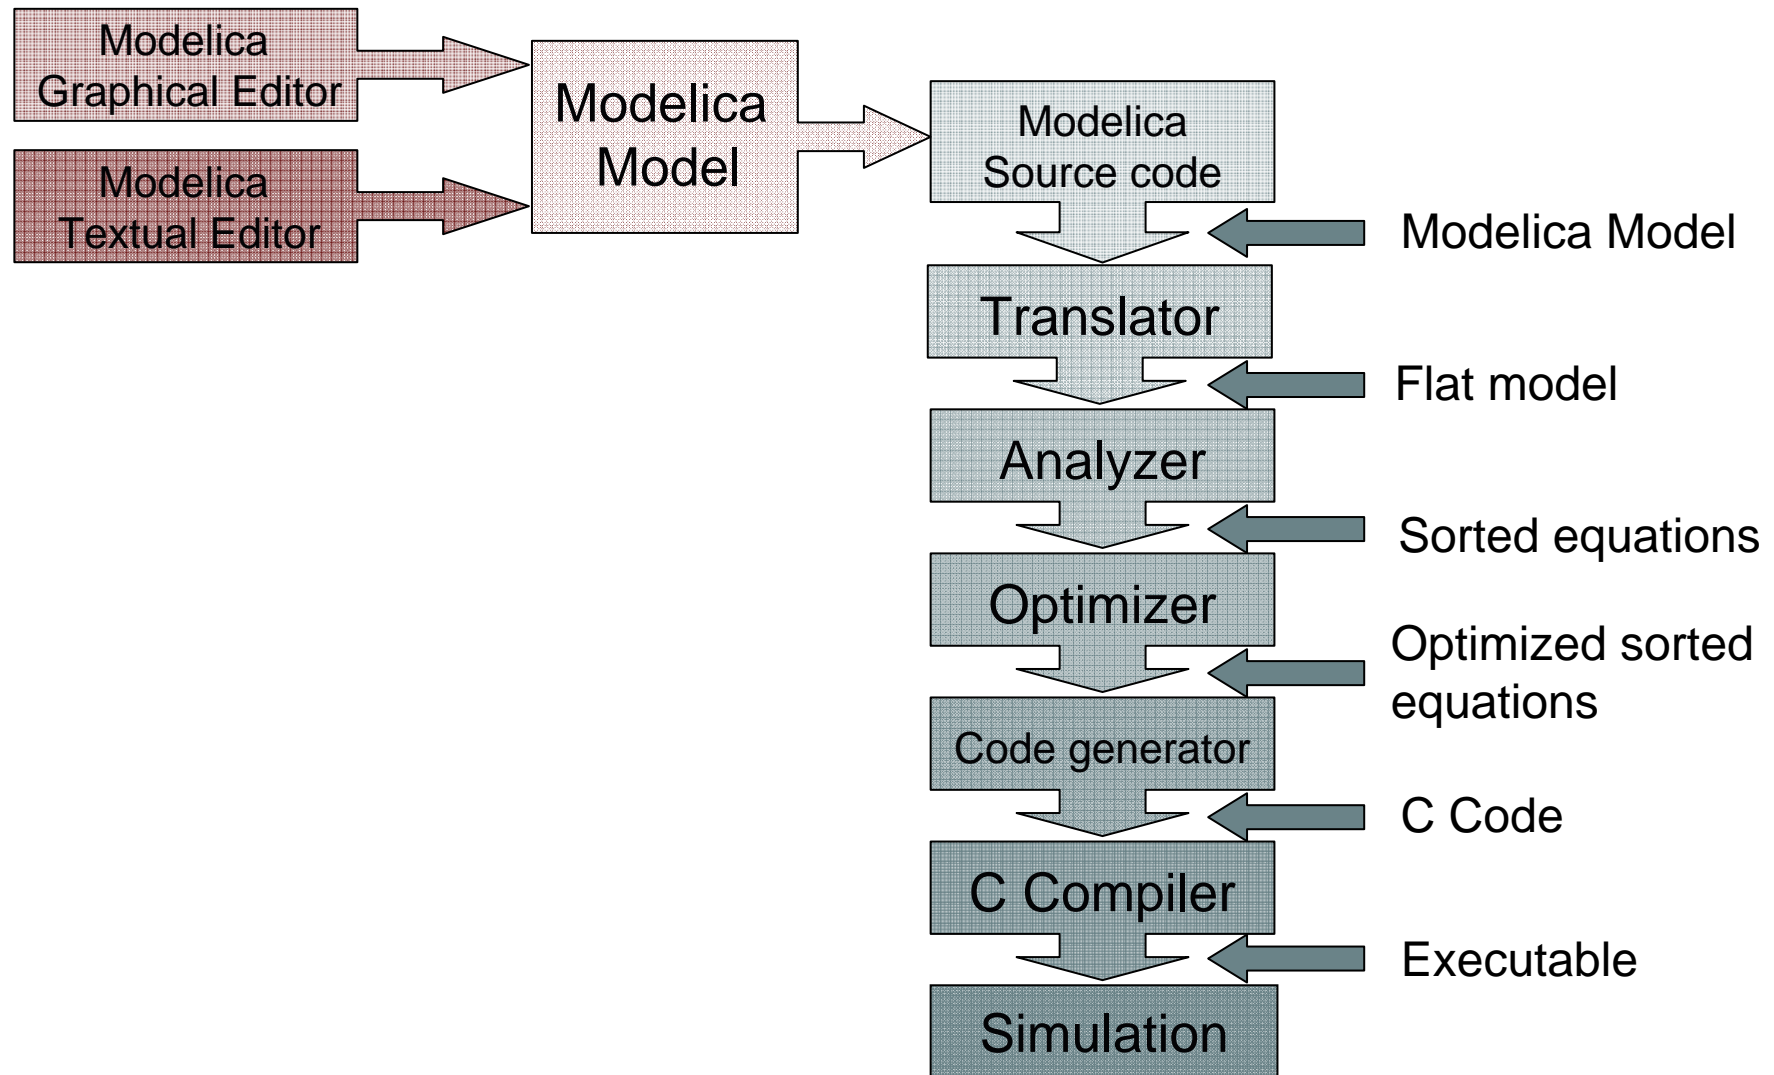 Modelica
Graphical Editor
Modelica
Textual Editor
Modelica
Model
Modelica
Source code
Modelica Model
Translator
Flat model
Analyzer
Sorted equations
Optimizer
Optimized sorted
equations
Code generator
C Code
C Compiler
Executable
Simulation